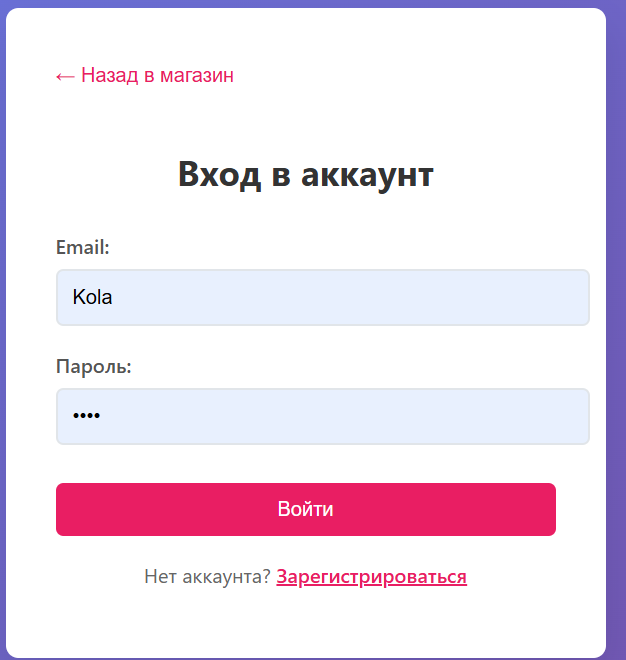 ← Назад в магазин
Вход в аккаунт
Email:
Kola
Пароль:
••••
Войти
Нет аккаунта? Зарегистрироваться